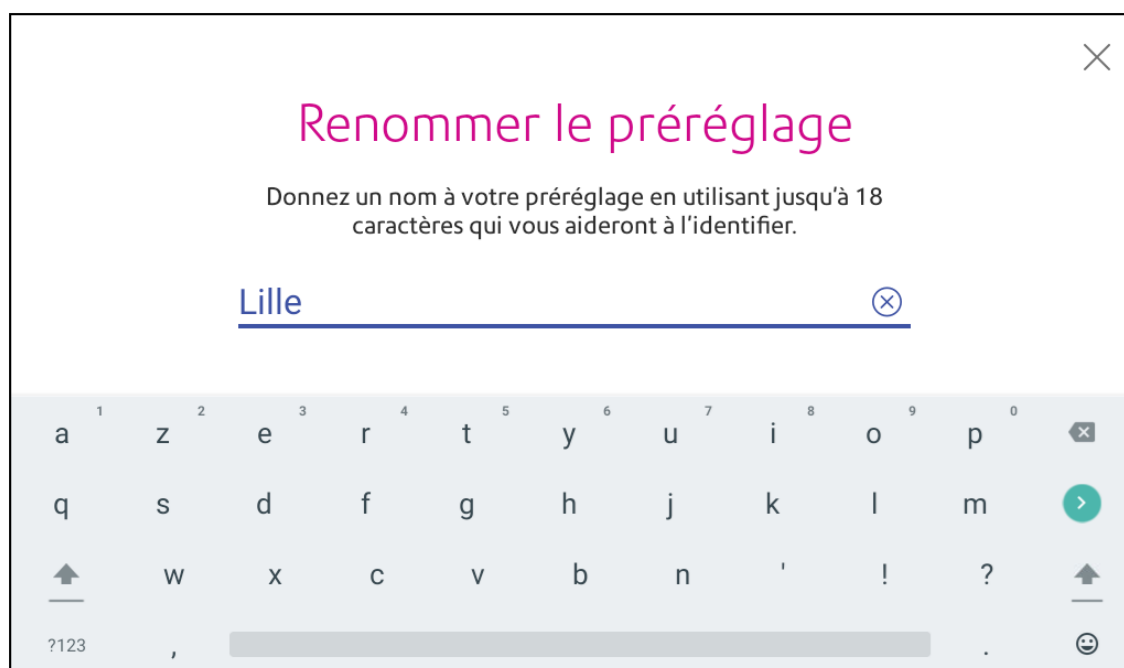 Renommer le préréglage
Donnez un nom à votre préréglage en utilisant jusqu'à 18
caractères qui vous aideront à l'identifier.
Lille
1 2 3 4 5 6 7 8 9 0
a z e r t y u i o p
q s d f g h j k l m
w x c v b n ' ! ?
?123 , .